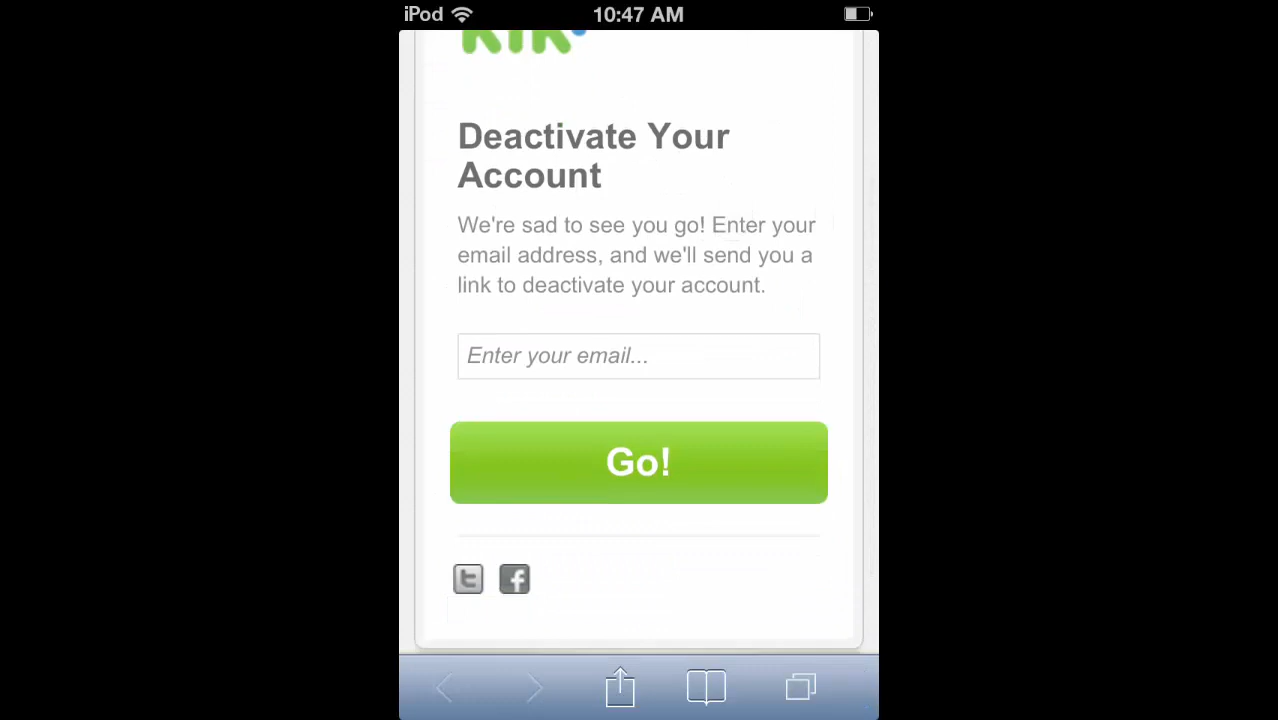 iPod 10:47 AM
kik
Deactivate Your
Account
We're sad to see you go! Enter your
email address, and we'll send you a
link to deactivate your account.
Enter your email...
Go!
t f